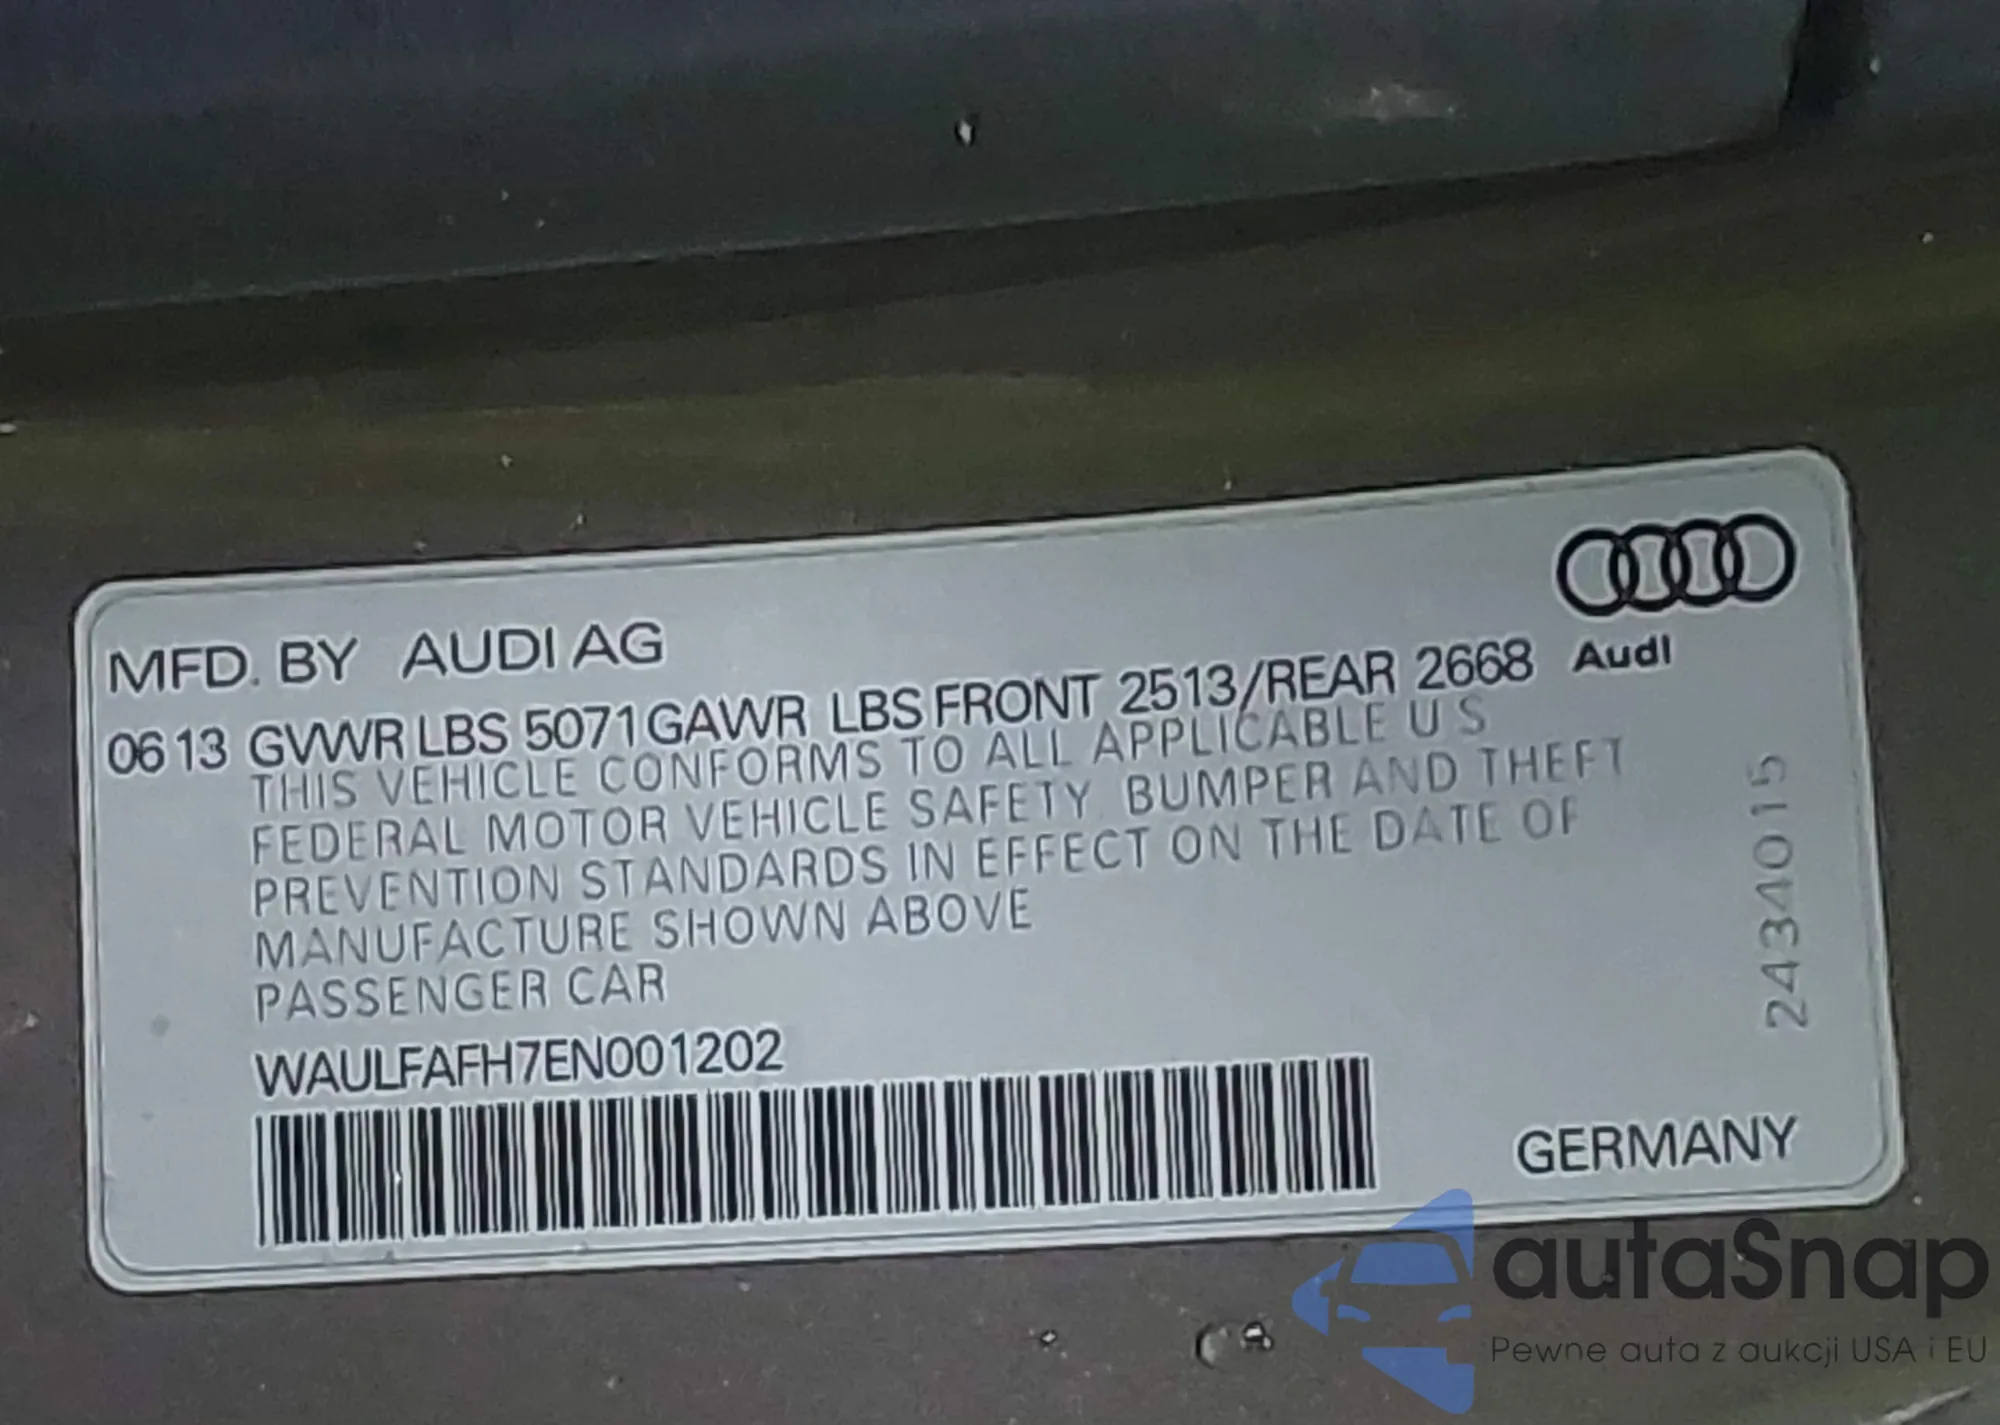 MFD. BY AUDI AG
Audi
06 13 GVWR LBS 5071 GAWR LBS FRONT 2513/REAR 2668
THIS VEHICLE CONFORMS TO ALL APPLICABLE U S
FEDERAL MOTOR VEHICLE SAFETY BUMPER AND THEFT
PREVENTION STANDARDS IN EFFECT ON THE DATE OF
MANUFACTURE SHOWN ABOVE
PASSENGER CAR
2434015
WAULFAFH7EN001202
GERMANY
autaSnap
Pewne auta z aukcji USA i EU